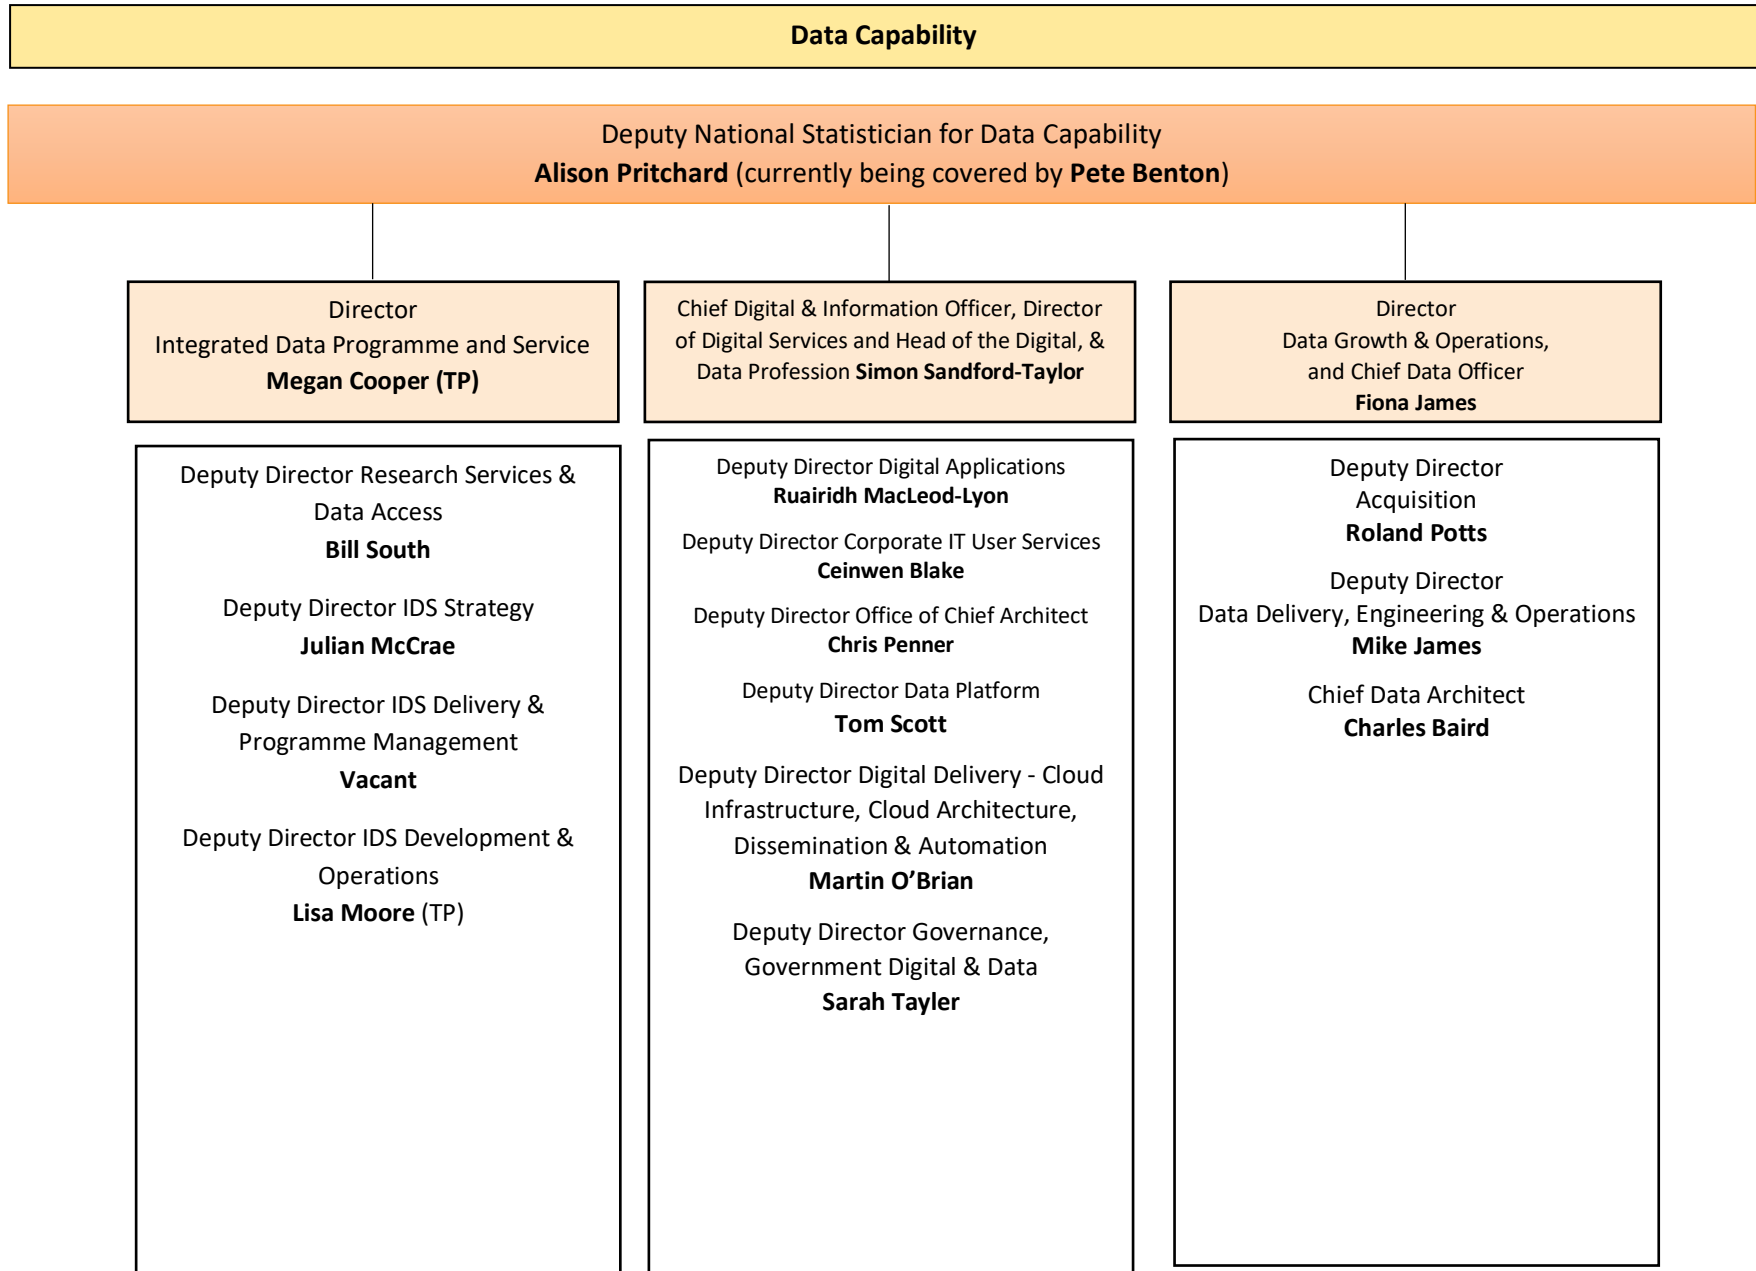 Data Capability
Deputy National Statistician for Data Capability
Alison Pritchard (currently being covered by Pete Benton)
Director
Integrated Data Programme and Service
Megan Cooper (TP)
Chief Digital & Information Officer, Director
of Digital Services and Head of the Digital, &
Data Profession Simon Sandford-Taylor
Director
Data Growth & Operations,
and Chief Data Officer
Fiona James
Deputy Director Research Services &
Data Access
Bill South
Deputy Director IDS Strategy
Julian McCrae
Deputy Director IDS Delivery &
Programme Management
Vacant
Deputy Director IDS Development &
Operations
Lisa Moore (TP)
Deputy Director Digital Applications
Ruairidh MacLeod-Lyon
Deputy Director Corporate IT User Services
Ceinwen Blake
Deputy Director Office of Chief Architect
Chris Penner
Deputy Director Data Platform
Tom Scott
Deputy Director Digital Delivery - Cloud
Infrastructure, Cloud Architecture,
Dissemination & Automation
Martin O’Brian
Deputy Director Governance,
Government Digital & Data
Sarah Tayler
Deputy Director
Acquisition
Roland Potts
Deputy Director
Data Delivery, Engineering & Operations
Mike James
Chief Data Architect
Charles Baird